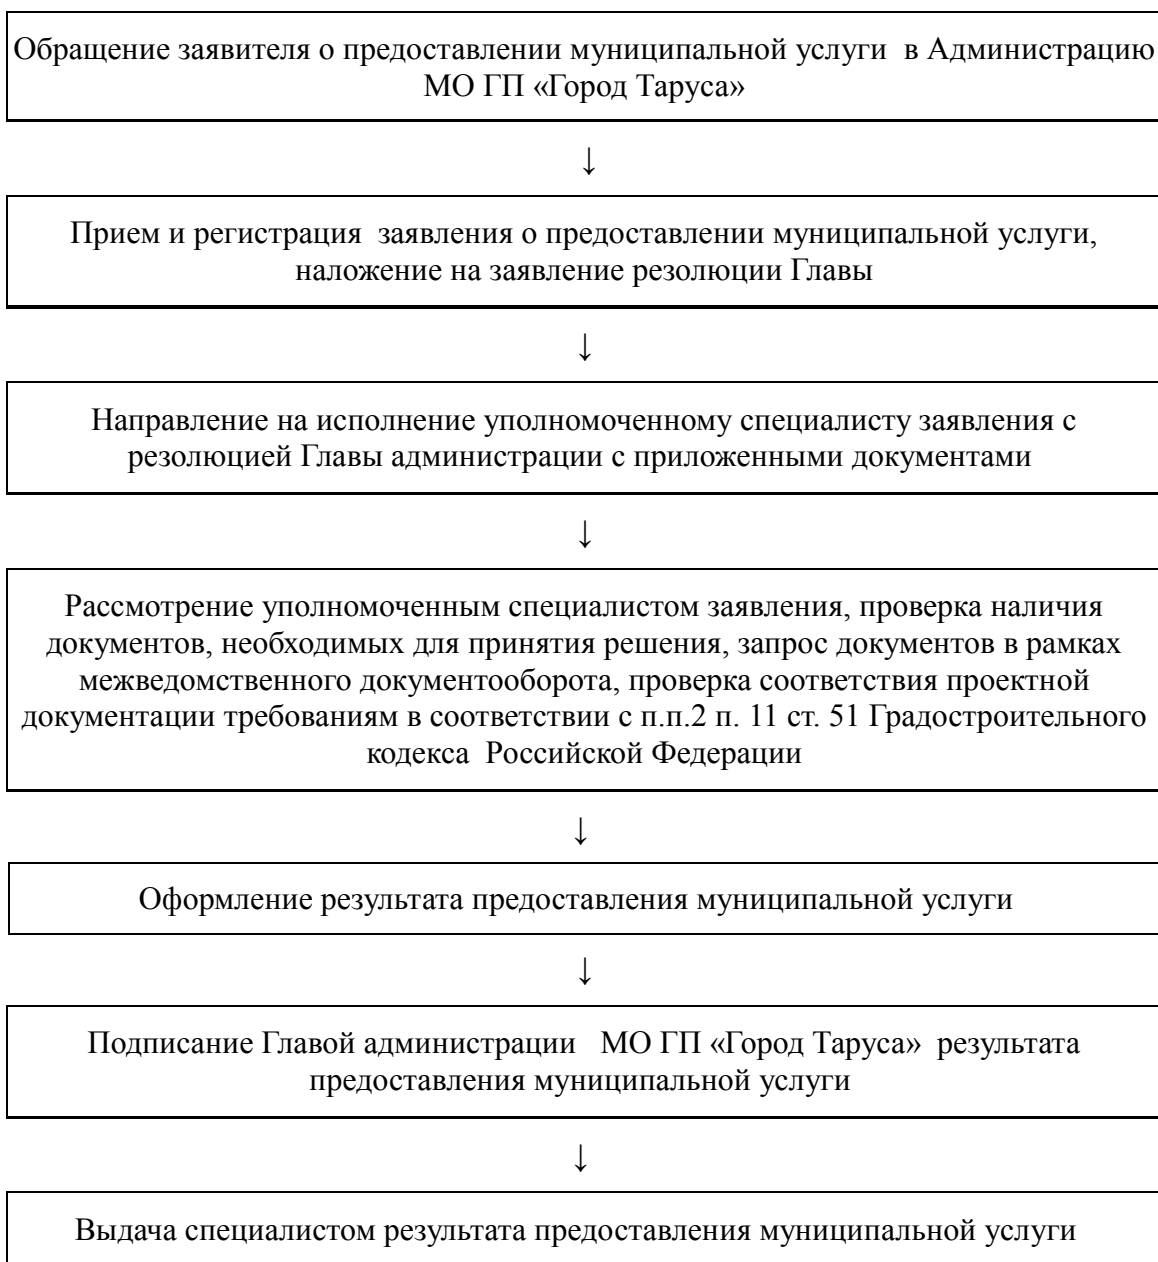 Обращение заявителя о предоставлении муниципальной услуги в Администрацию
МО ГП «Город Таруса»
↓
Прием и регистрация заявления о предоставлении муниципальной услуги,
наложение на заявление резолюции Главы
↓
Направление на исполнение уполномоченному специалисту заявления с
резолюцией Главы администрации с приложенными документами
↓
Рассмотрение уполномоченным специалистом заявления, проверка наличия
документов, необходимых для принятия решения, запрос документов в рамках
межведомственного документооборота, проверка соответствия проектной
документации требованиям в соответствии с п.п.2 п. 11 ст. 51 Градостроительного
кодекса Российской Федерации
↓
Оформление результата предоставления муниципальной услуги
↓
Подписание Главой администрации МО ГП «Город Таруса» результата
предоставления муниципальной услуги
↓
Выдача специалистом результата предоставления муниципальной услуги